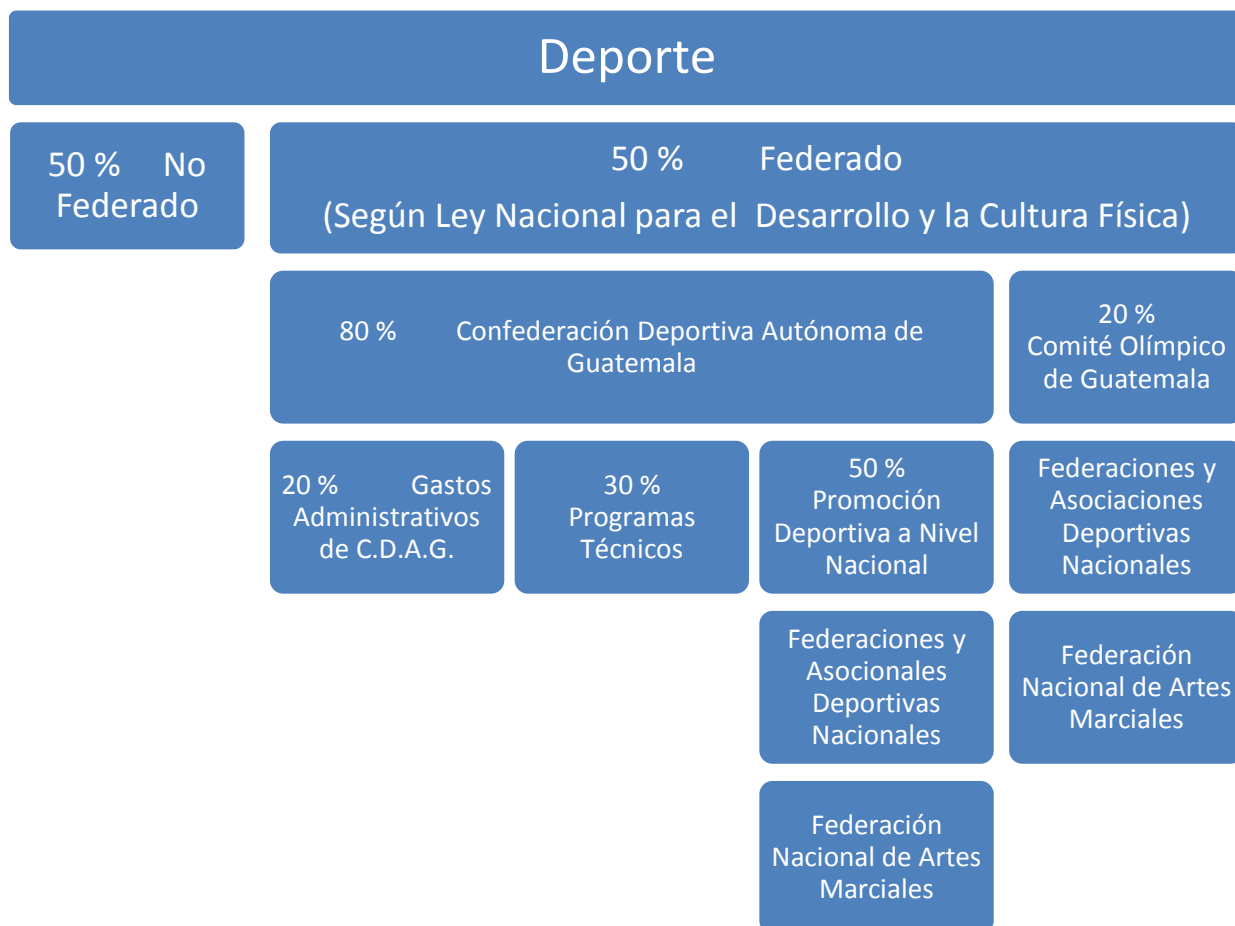 Deporte
50 % No
Federado
50 % Federado
(Según Ley Nacional para el Desarrollo y la Cultura Física)
80 % Confederación Deportiva Autónoma de
Guatemala
20 %
Comité Olímpico
de Guatemala
20 % Gastos
Administrativos
de C.D.A.G.
30 %
Programas
Técnicos
50 %
Promoción
Deportiva a Nivel
Nacional
Federaciones y
Asociaciones
Deportivas
Nacionales
Federaciones y
Asocionales
Deportivas
Nacionales
Federación
Nacional de Artes
Marciales
Federación
Nacional de Artes
Marciales